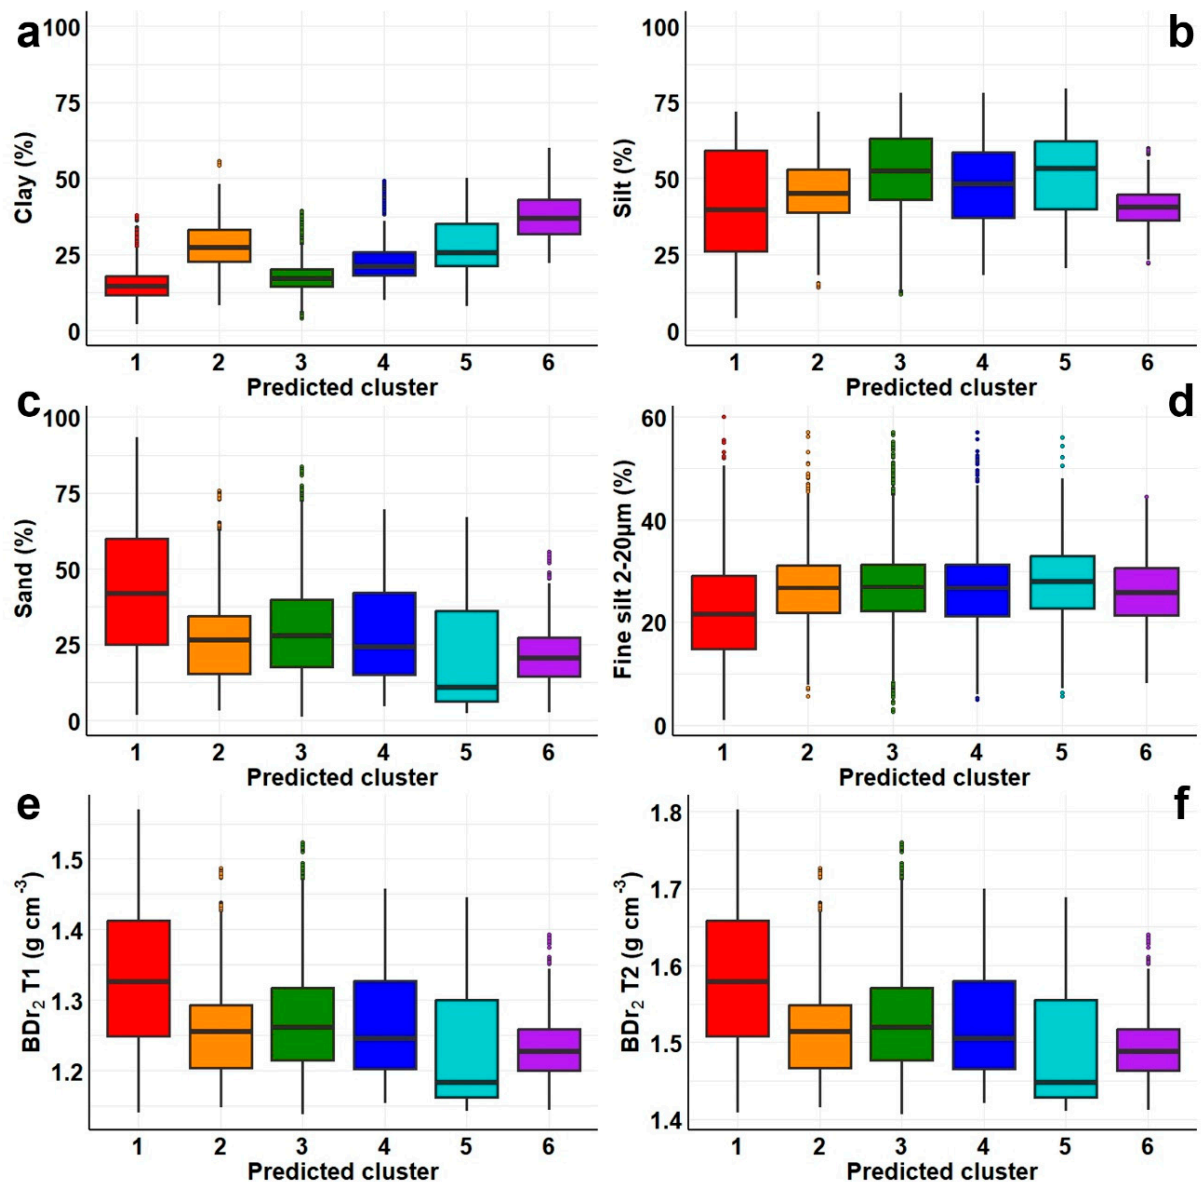 a
Clay (%)
100
75
50
25
0
1 2 3 4 5 6
Predicted cluster
b
Silt (%)
100
75
50
25
0
1 2 3 4 5 6
Predicted cluster
c
Sand (%)
100
75
50
25
0
1 2 3 4 5 6
Predicted cluster
d
Fine silt 2-20µm (%)
60
40
20
0
1 2 3 4 5 6
Predicted cluster
e
BDr₂ T1 (g cm⁻³)
1.5
1.4
1.3
1.2
1 2 3 4 5 6
Predicted cluster
f
BDr₂ T2 (g cm⁻³)
1.8
1.7
1.6
1.5
1.4
1 2 3 4 5 6
Predicted cluster